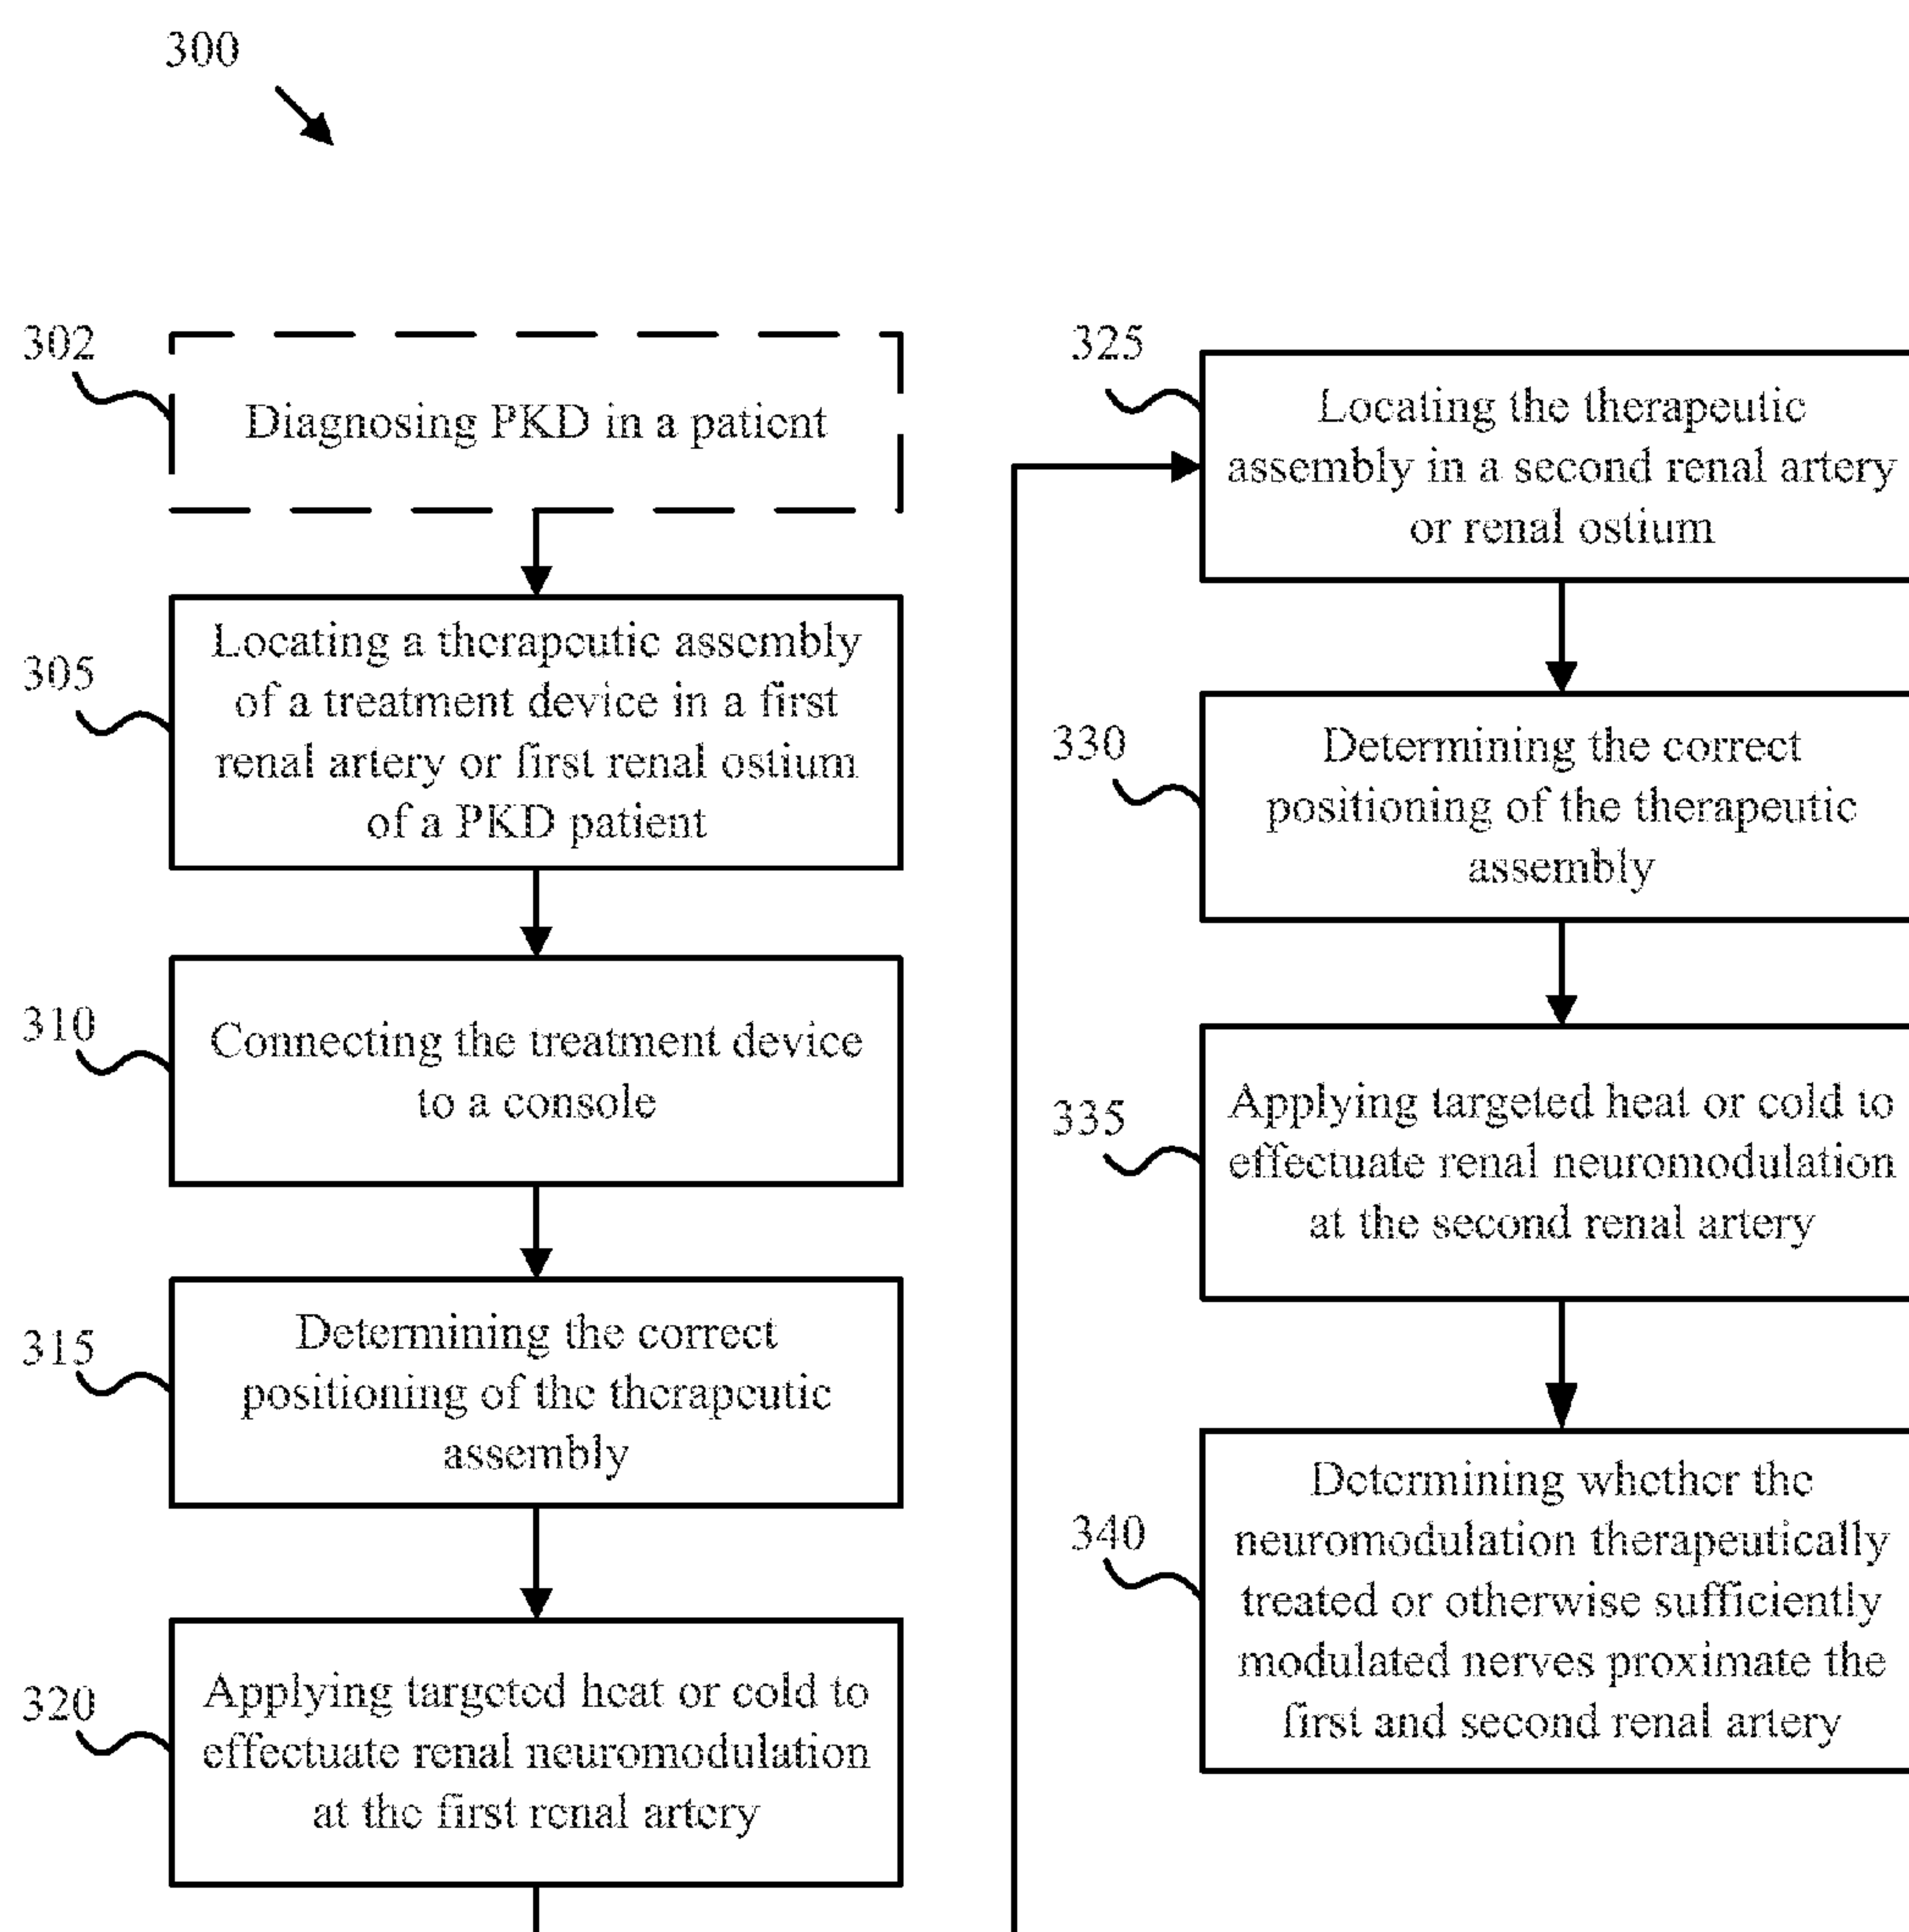 300
302
Diagnosing PKD in a patient
305
Locating a therapeutic assembly
of a treatment device in a first
renal artery or first renal ostium
of a PKD patient
310
Connecting the treatment device
to a console
315
Determining the correct
positioning of the therapeutic
assembly
320
Applying targeted heat or cold to
effectuate renal neuromodulation
at the first renal artery
325
Locating the therapeutic
assembly in a second renal artery
or renal ostium
330
Determining the correct
positioning of the therapeutic
assembly
335
Applying targeted heat or cold to
effectuate renal neuromodulation
at the second renal artery
340
Determining whether the
neuromodulation therapeutically
treated or otherwise sufficiently
modulated nerves proximate the
first and second renal artery